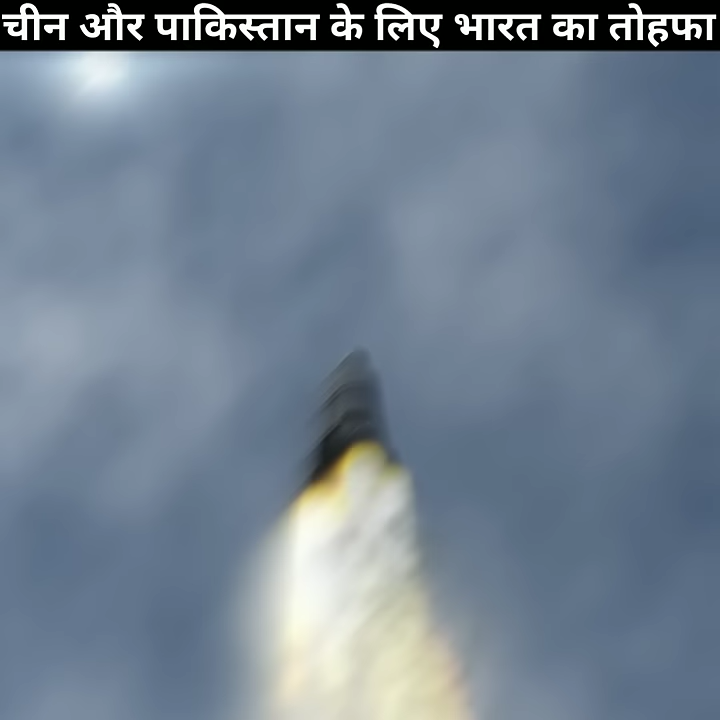 चीन और पाकिस्तान के लिए भारत का तोहफा